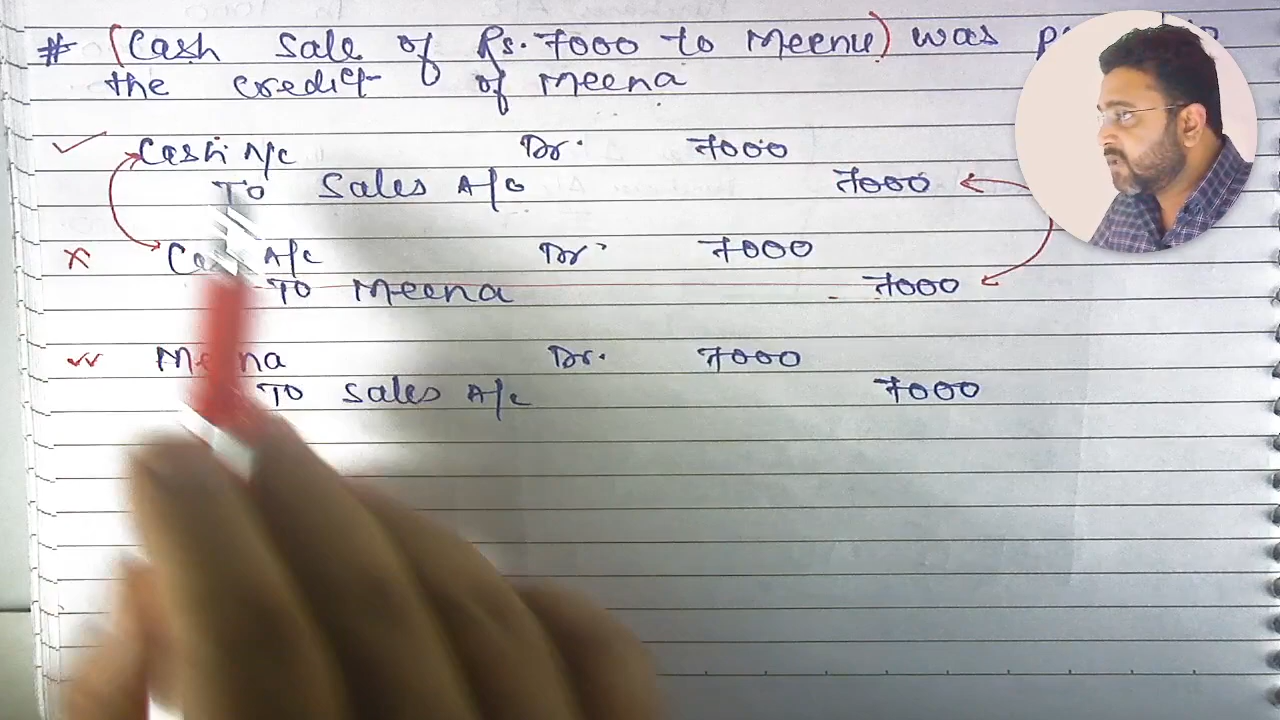 # (Cash Sale of Rs. 7000 to Meenu) was
the credit of Meena
✓ Cash A/c Dr. 7000
To Sales A/c 7000
× A/c Dr. 7000
To Meena 7000
✓✓ Meena Dr. 7000
To Sales A/c 7000